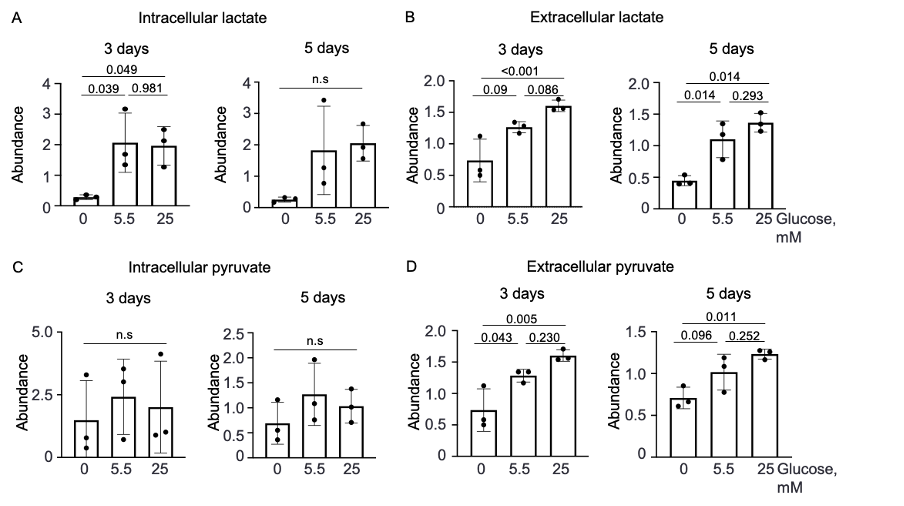 A
Intracellular lactate
B
Extracellular lactate
3 days
5 days
3 days
5 days
0.049
0.039
0.981
Abundance
4
3
2
1
0
0
5.5
25
n.s
Abundance
4
3
2
1
0
0
5.5
25
<0.001
0.09
0.086
Abundance
2.0
1.5
1.0
0.5
0
0
5.5
25
0.014
0.014
0.293
Abundance
2.0
1.5
1.0
0.5
0
0
5.5
25 Glucose,
mM
C
Intracellular pyruvate
D
Extracellular pyruvate
3 days
5 days
3 days
5 days
n.s
Abundance
5.0
2.5
0
0
5.5
25
n.s
Abundance
2.5
2.0
1.5
1.0
0.5
0
0
5.5
25
0.005
0.043
0.230
Abundance
2.0
1.5
1.0
0.5
0
0
5.5
25
0.011
0.096
0.252
Abundance
1.5
1.0
0.5
0
0
5.5
25 Glucose,
mM